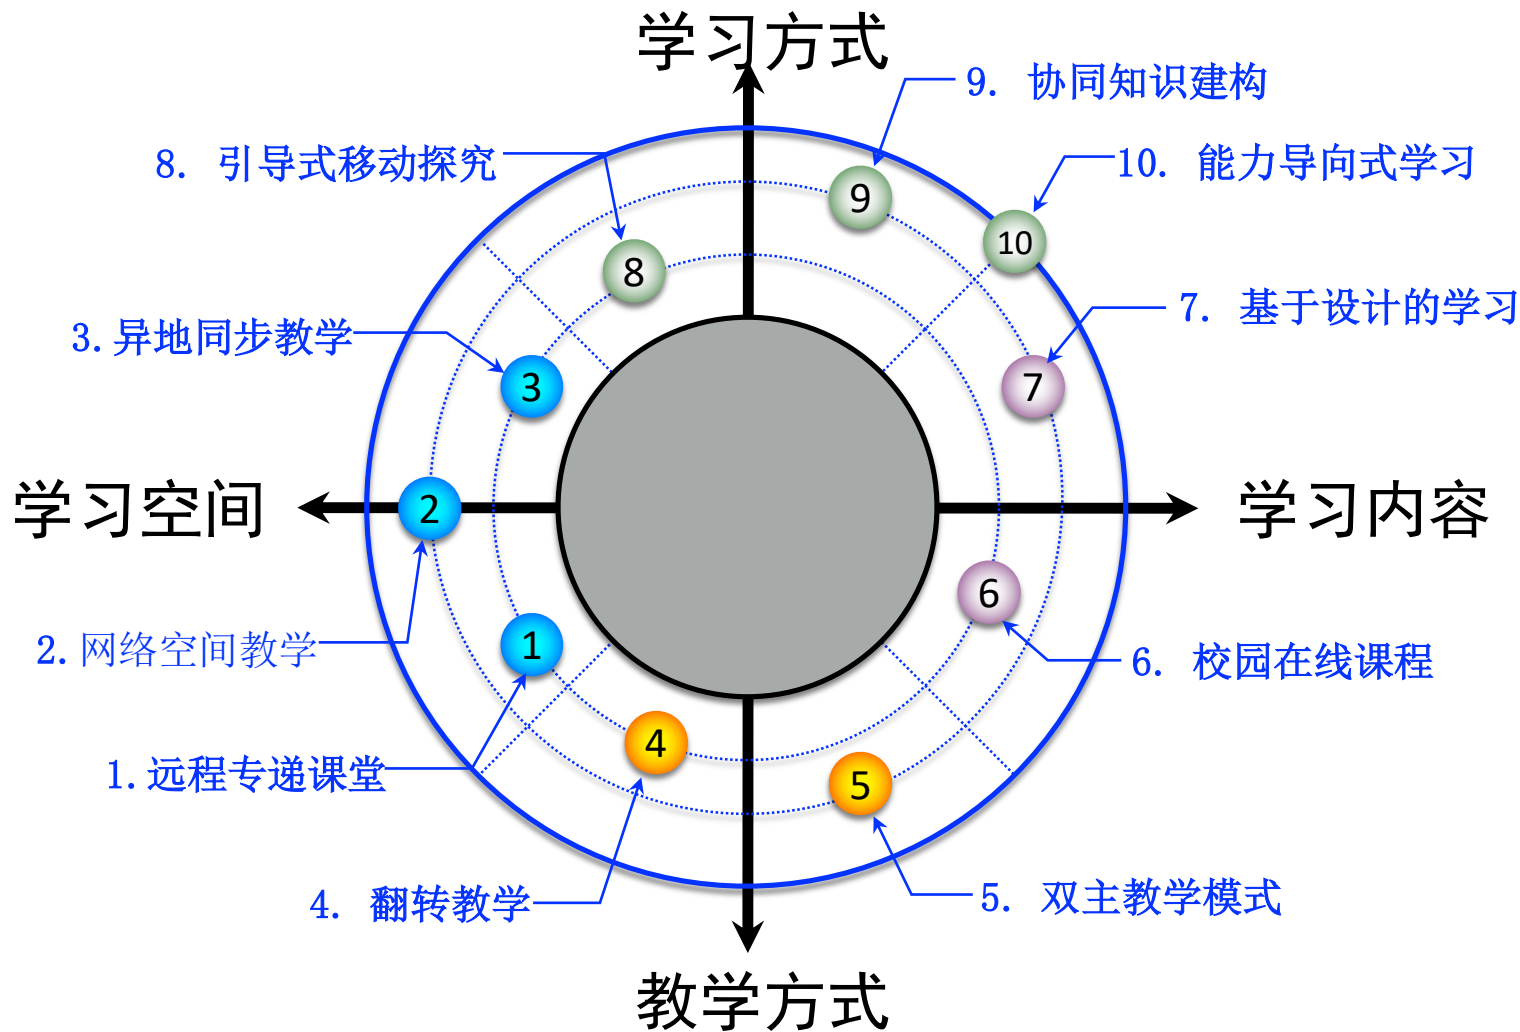 学习方式
9. 协同知识建构
8. 引导式移动探究
10. 能力导向式学习
9
10
8
3.异地同步教学
7. 基于设计的学习
3
7
学习空间
2
学习内容
6
2.网络空间教学
1
6. 校园在线课程
4
1.远程专递课堂
5
4. 翻转教学
5. 双主教学模式
教学方式